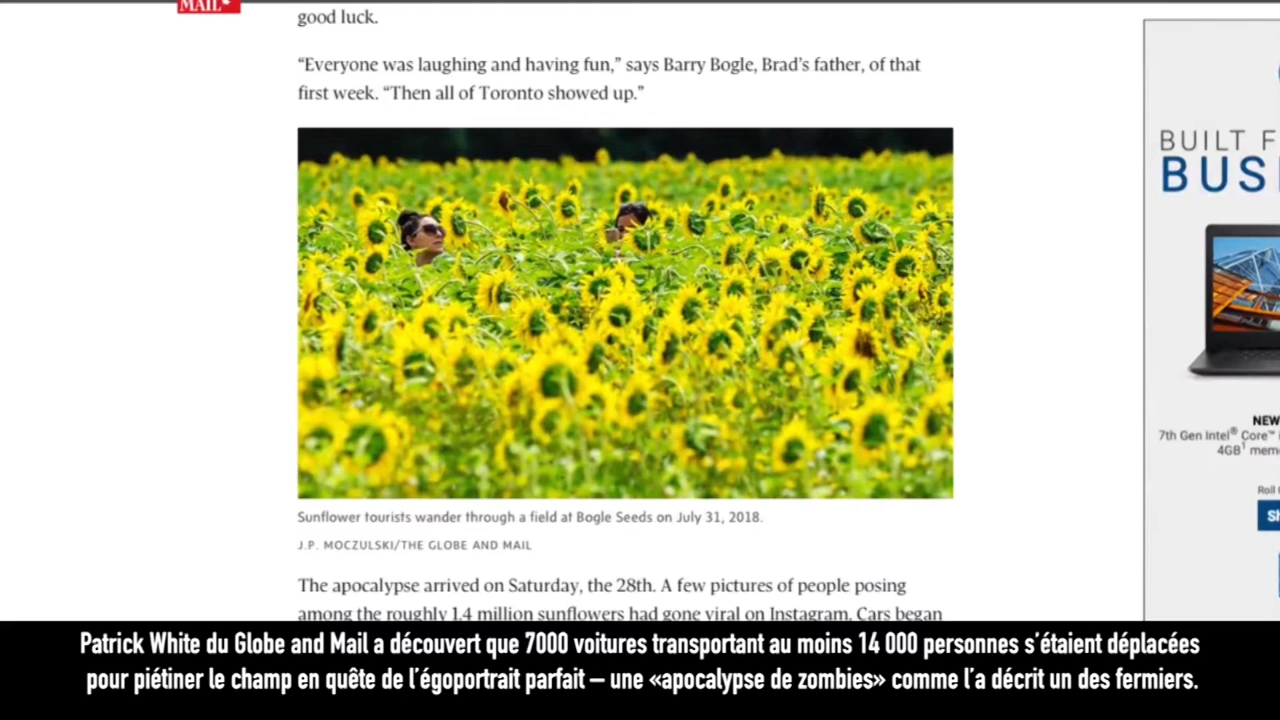 MAIL
good luck.
“Everyone was laughing and having fun,” says Barry Bogle, Brad’s father, of that
first week. “Then all of Toronto showed up.”
BUILT F
BUS
NEW
7th Gen Intel® Core™
4GB¹ mem
Roll
Sh
Sunflower tourists wander through a field at Bogle Seeds on July 31, 2018.
J.P. MOCZULSKI/THE GLOBE AND MAIL
The apocalypse arrived on Saturday, the 28th. A few pictures of people posing
among the roughly 1.4 million sunflowers had gone viral on Instagram. Cars began
Patrick White du Globe and Mail a découvert que 7000 voitures transportant au moins 14 000 personnes s’étaient déplacées
pour piétiner le champ en quête de l’égoportrait parfait – une «apocalypse de zombies» comme l’a décrit un des fermiers.